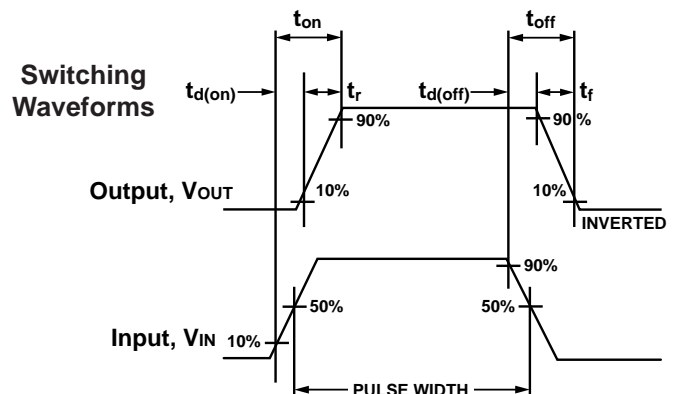 ton toff
Switching
Waveforms
td(on) tr td(off) tf
90% 90 %
Output, VOUT 10% 10%
INVERTED
90%
50% 50%
Input, VIN 10%
PULSE WIDTH